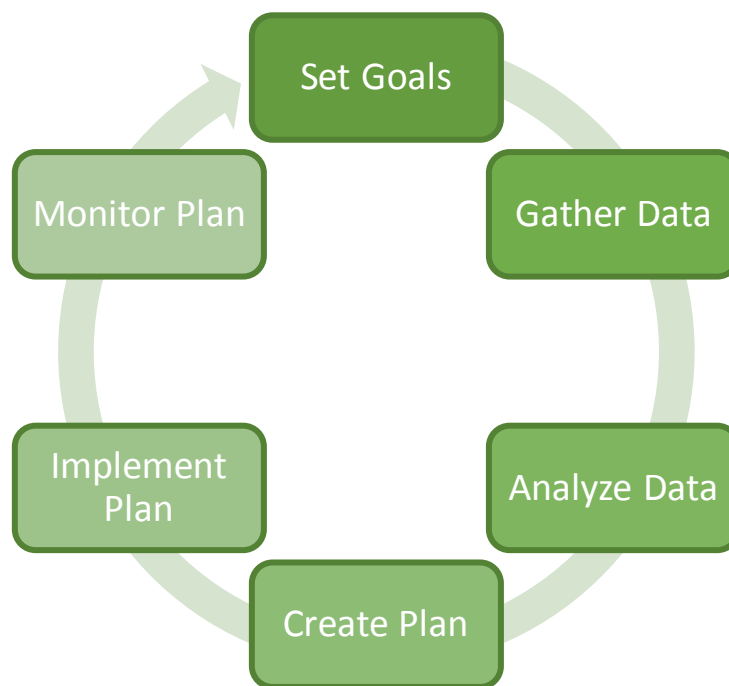 Set Goals
Gather Data
Analyze Data
Create Plan
Implement
Plan
Monitor Plan